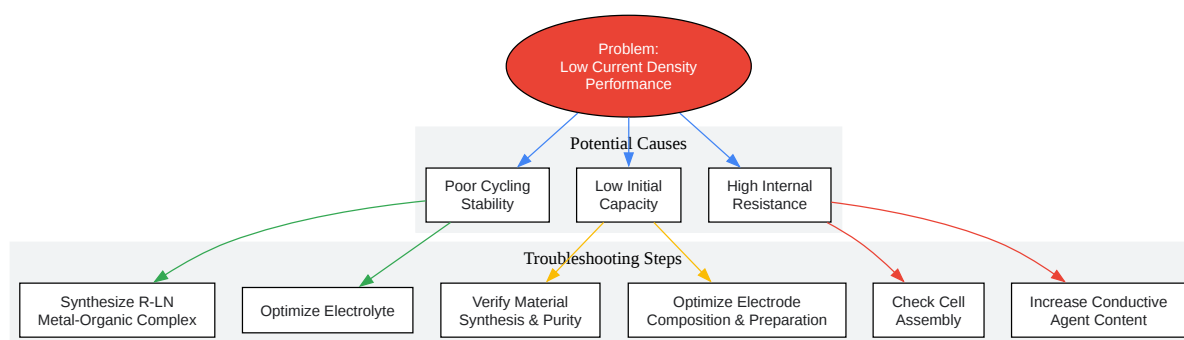 Problem:
Low Current Density
Performance
Potential Causes
Poor Cycling
Stability
Low Initial
Capacity
High Internal
Resistance
Troubleshooting Steps
Synthesize R-LN
Metal-Organic Complex
Optimize Electrolyte
Verify Material
Synthesis & Purity
Optimize Electrode
Composition & Preparation
Check Cell
Assembly
Increase Conductive
Agent Content